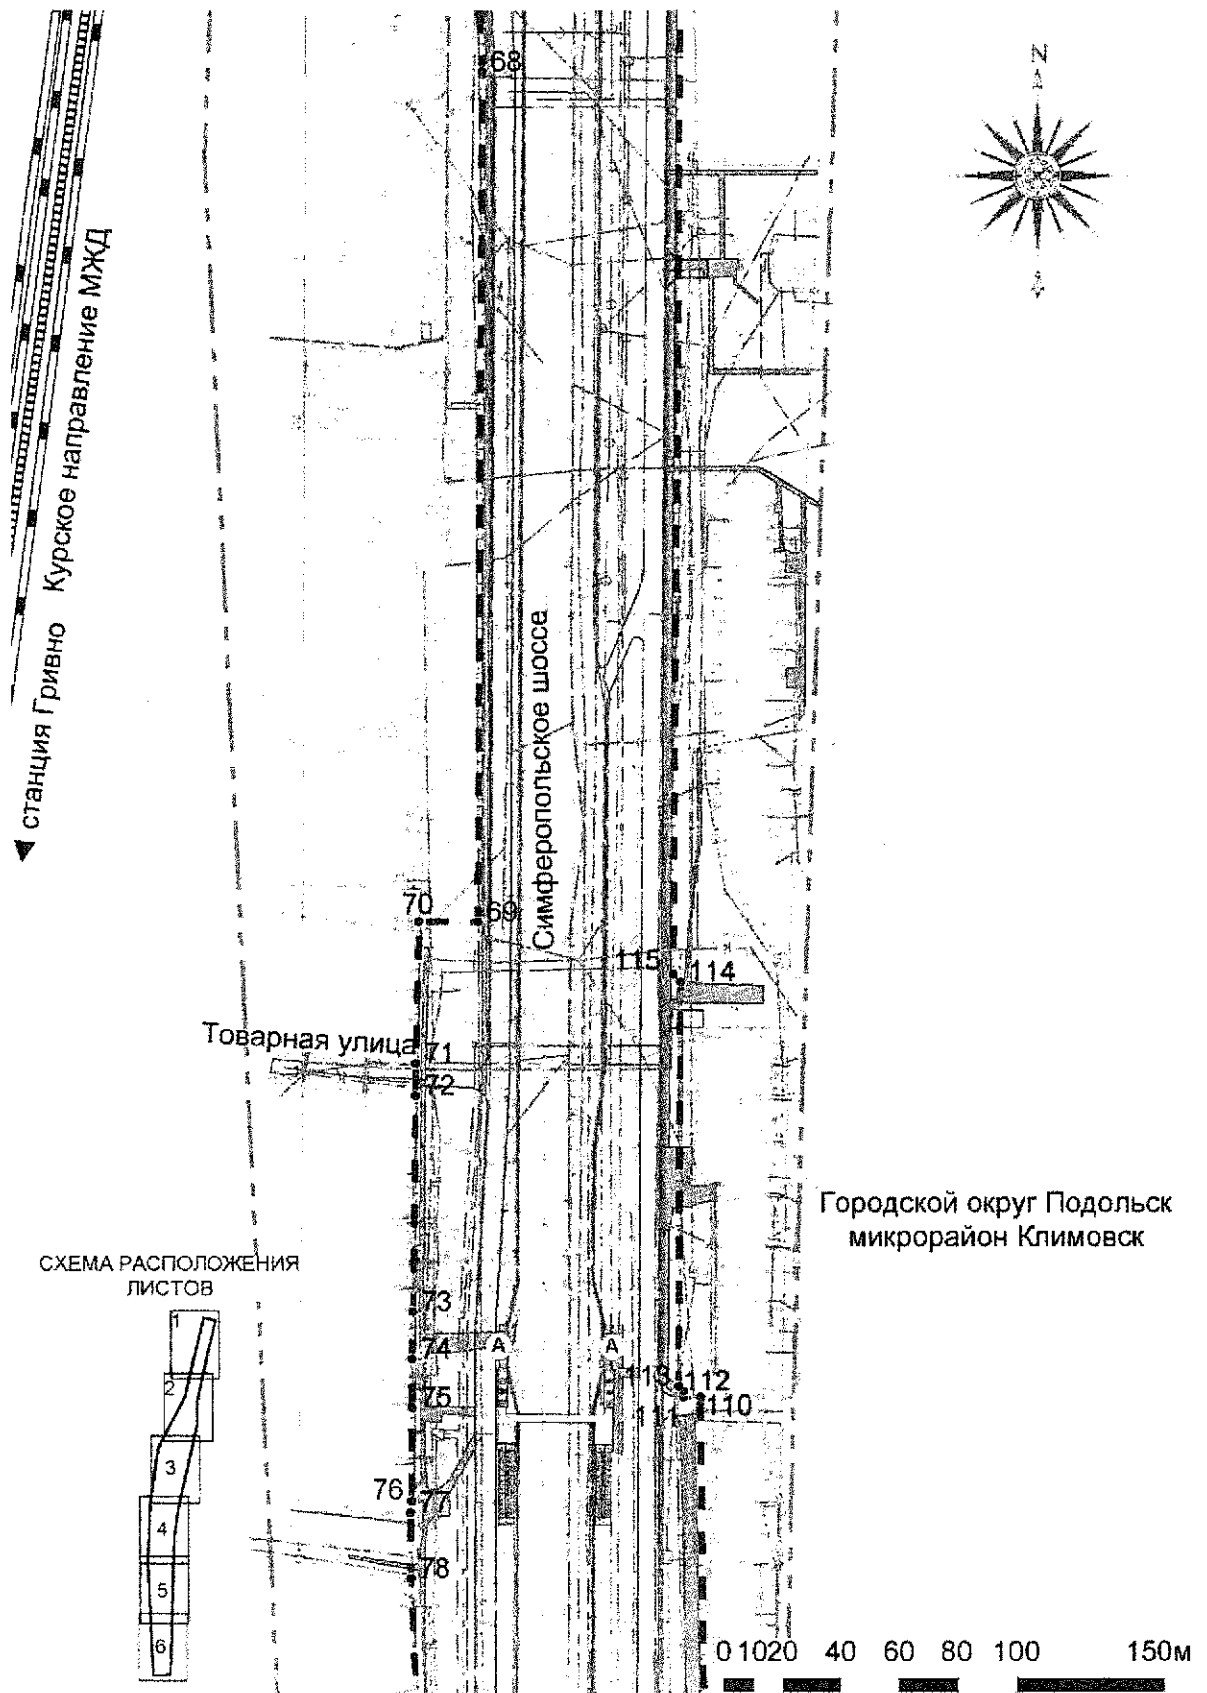 68
N
станция Гривно Курское направление МЖД
Симферопольское шоссе
70
69
115
114
Товарная улица
71
72
Городской округ Подольск
микрорайон Климовск
СХЕМА РАСПОЛОЖЕНИЯ
ЛИСТОВ
1
2
3
4
5
6
73
74
А
А
113
112
75
111
110
76
77
78
0 10 20 40 60 80 100 150м